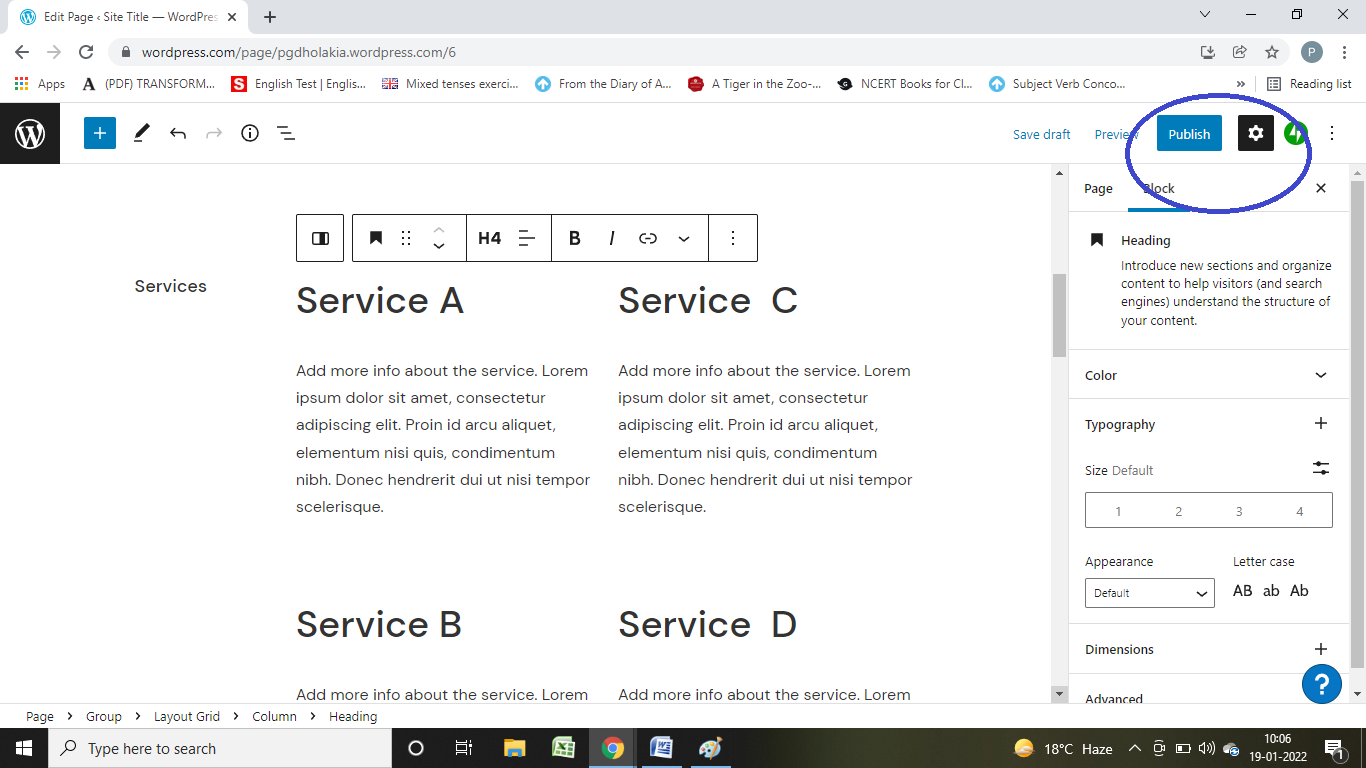 Edit Page ‹ Site Title — WordPres
wordpress.com/page/pgdholakia.wordpress.com/6
P
Apps
A (PDF) TRANSFORM...
S English Test | Englis...
Mixed tenses exerci...
From the Diary of A...
A Tiger in the Zoo-...
G NCERT Books for Cl...
Subject Verb Conco...
»
Reading list
Save draft
Preview
Publish
Page
Block
H4
B
I
Heading
Introduce new sections and organize
content to help visitors (and search
engines) understand the structure of
your content.
Services
Service A
Service C
Add more info about the service. Lorem
ipsum dolor sit amet, consectetur
adipiscing elit. Proin id arcu aliquet,
elementum nisi quis, condimentum
nibh. Donec hendrerit dui ut nisi tempor
scelerisque.
Add more info about the service. Lorem
ipsum dolor sit amet, consectetur
adipiscing elit. Proin id arcu aliquet,
elementum nisi quis, condimentum
nibh. Donec hendrerit dui ut nisi tempor
scelerisque.
Service B
Service D
Add more info about the service. Lorem
Add more info about the service. Lorem
Color
Typography
Size Default
1 2 3 4
Appearance
Letter case
Default
AB ab Ab
Dimensions
Advanced
?
Page > Group > Layout Grid > Column > Heading
Type here to search
18°C Haze
10:06
19-01-2022
1